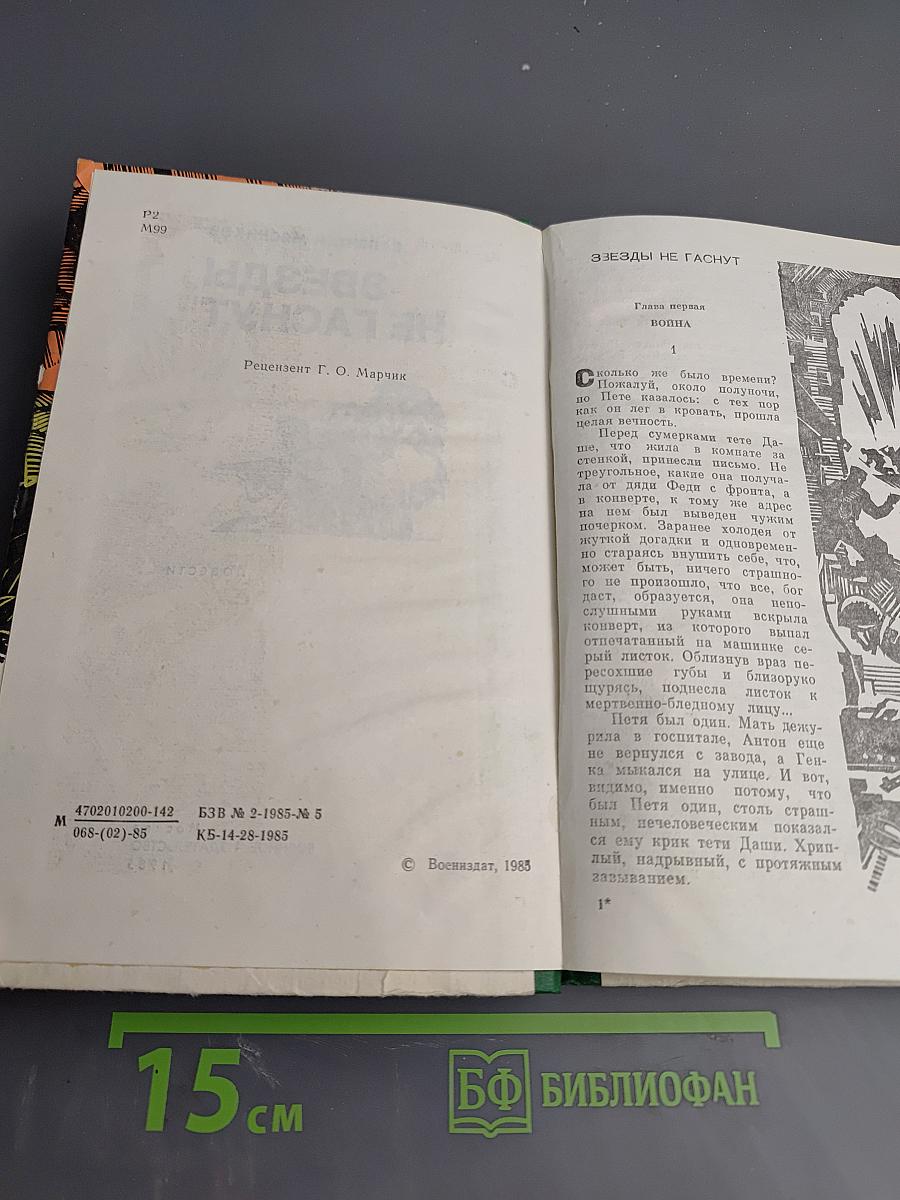 Р2
М99
Рецензент Г. О. Марчик
М 4702010200-142 БЗВ № 2-1985-№ 5
068-(02)-85 КБ-14-28-1985
© Воениздат, 1985
ЗВЕЗДЫ НЕ ГАСНУТ
Глава первая
ВОЙНА
1
Сколько же было времени?
Пожалуй, около полуночи,
но Пете казалось: с тех пор
как он лег в кровать, прошла
целая вечность.
Перед сумерками тете Да-
ше, что жила в комнате за
стенкой, принесли письмо. Не
треугольное, какие она получа-
ла от дяди Феди с фронта, а
в конверте, к тому же адрес
на нем был выведен чужим
почерком. Заранее холодея от
жуткой догадки и одновремен-
но стараясь внушить себе, что,
может быть, ничего страшно-
го не произошло, что все, бог
даст, образуется, она непо-
слушными руками вскрыла
конверт, из которого выпал
отпечатанный на машинке се-
рый листок. Облизнув враз пе-
ресохшие губы и близоруко
щурясь, поднесла листок к
мертвенно-бледному лицу...
Петя был один. Мать дежу-
рила в госпитале, Антон еще
не вернулся с завода, а Ген-
ка мыкался на улице. И вот,
видимо, именно потому, что
был Петя один, столь страш-
ным, нечеловеческим показал-
ся ему крик тети Даши. Хрип-
лый, надрывный, с протяжным
завыванием.
1*
15 см
БФ БИБЛИОФАН